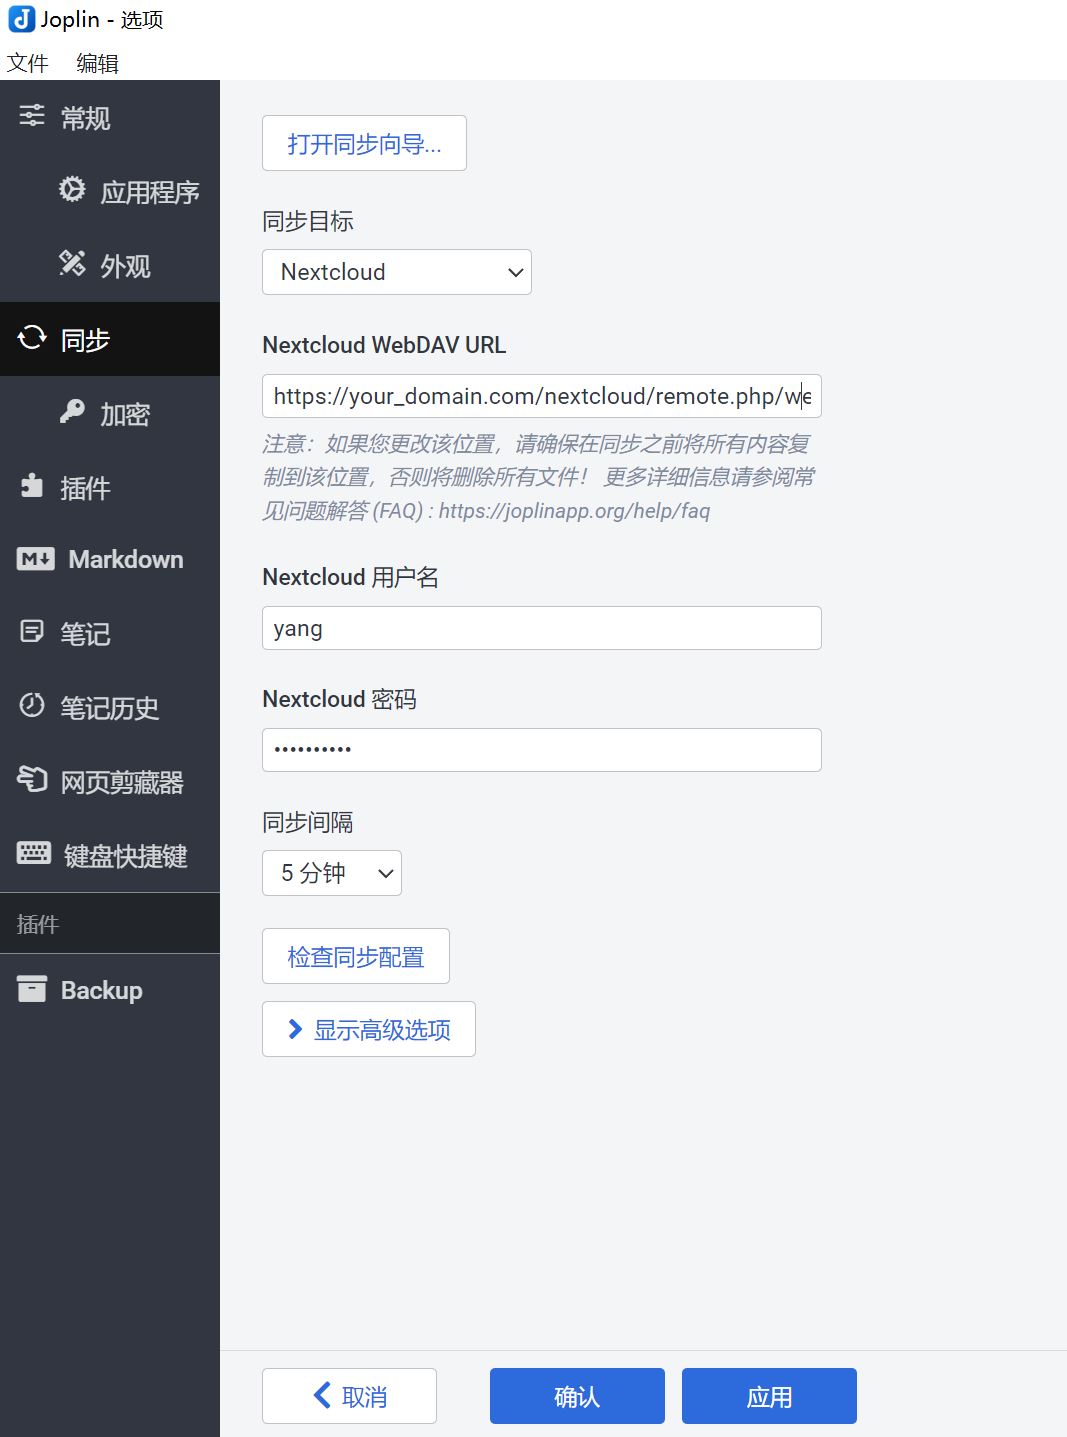 Joplin - 选项
文件 编辑
常规
应用程序
外观
同步
加密
插件
Markdown
笔记
笔记历史
网页剪藏器
键盘快捷键
插件
Backup
打开同步向导...
同步目标
Nextcloud
Nextcloud WebDAV URL
https://your_domain.com/nextcloud/remote.php/we
注意：如果您更改该位置，请确保在同步之前将所有内容复
制到该位置，否则将删除所有文件！ 更多详细信息请参阅常
见问题解答 (FAQ) : https://joplinapp.org/help/faq
Nextcloud 用户名
yang
Nextcloud 密码
••••••••••
同步间隔
5 分钟
检查同步配置
显示高级选项
取消 确认 应用